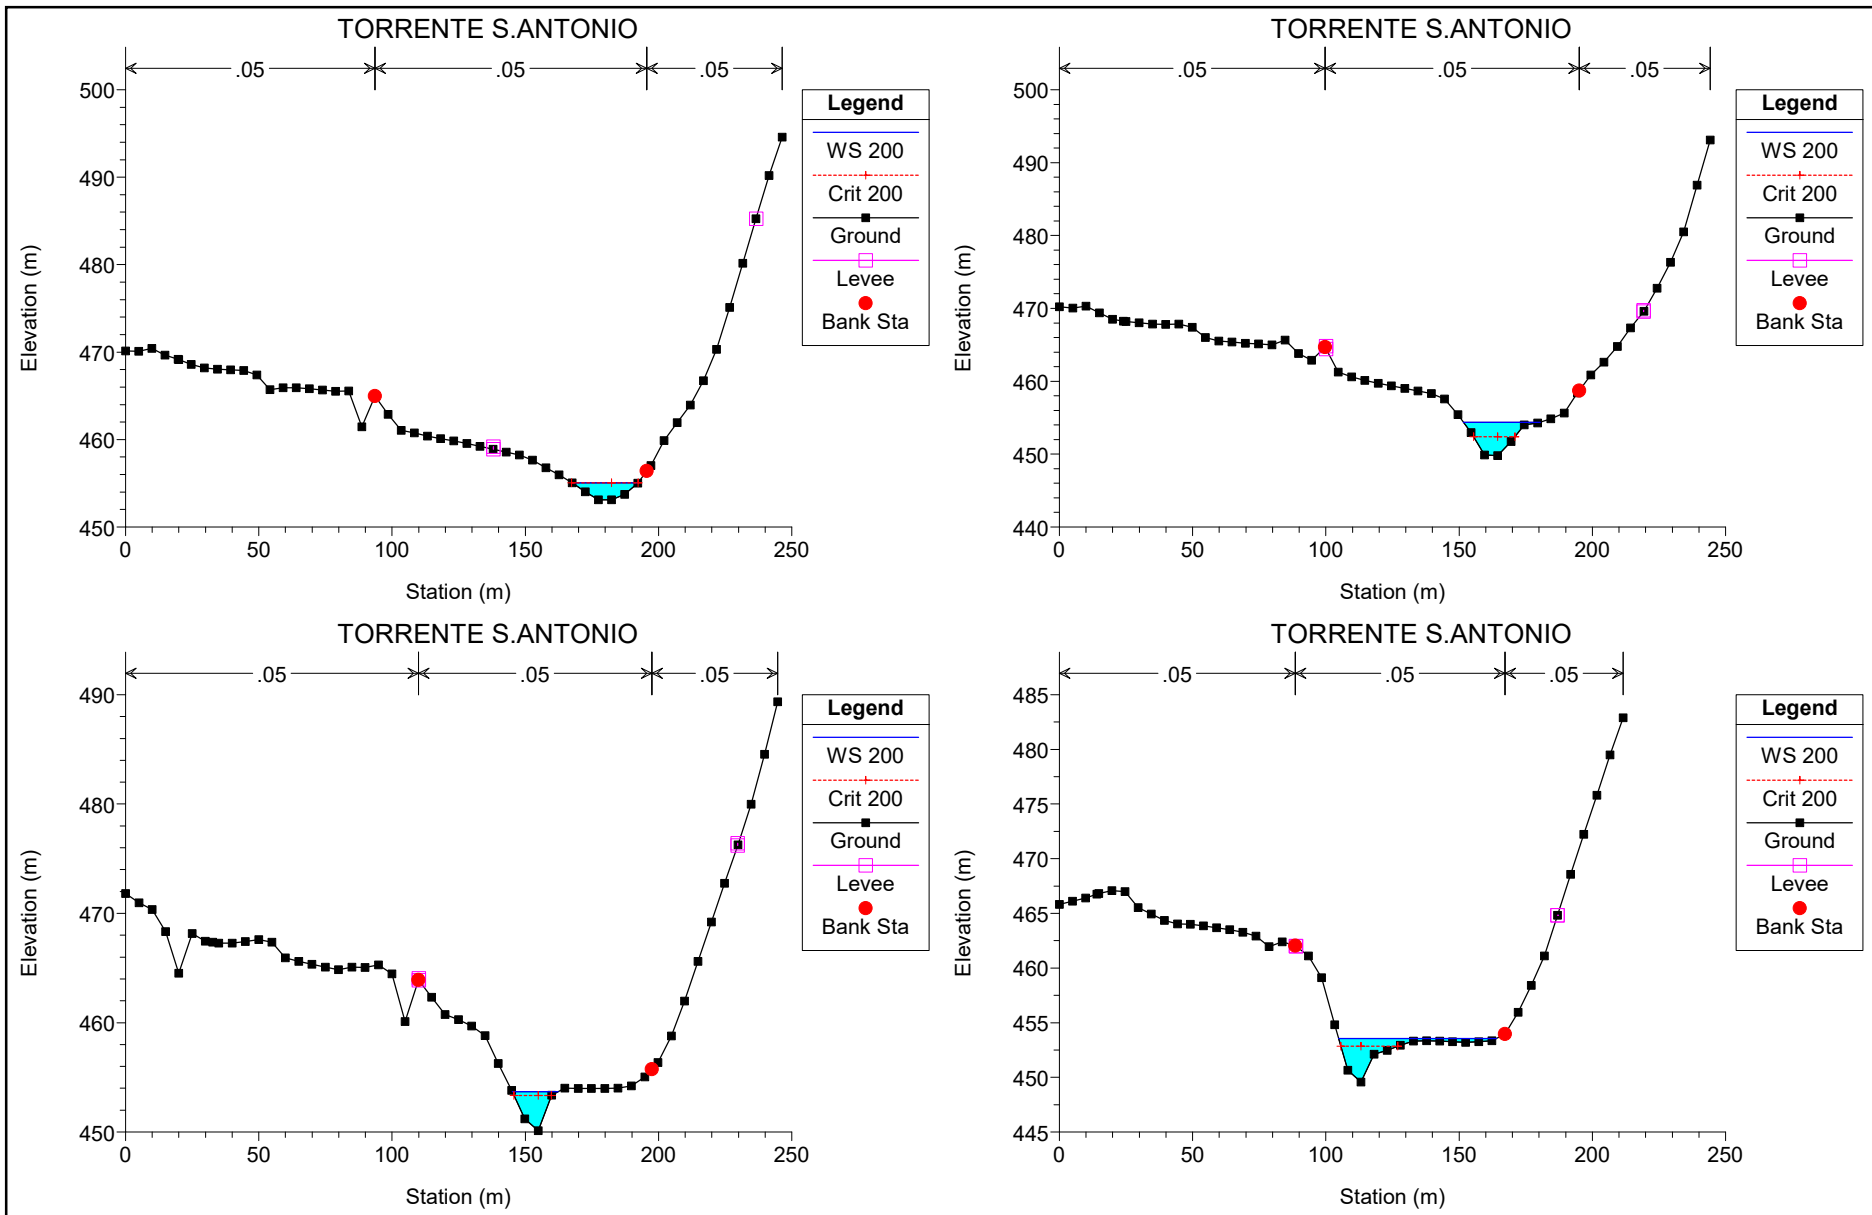 TORRENTE S.ANTONIO
.05 .05 .05
500
490
480
470
460
450
0 50 100 150 200 250
Station (m)
Elevation (m)
Legend
WS 200
Crit 200
Ground
Levee
Bank Sta
TORRENTE S.ANTONIO
.05 .05 .05
500
490
480
470
460
450
440
0 50 100 150 200 250
Station (m)
Elevation (m)
Legend
WS 200
Crit 200
Ground
Levee
Bank Sta
TORRENTE S.ANTONIO
.05 .05 .05
490
480
470
460
450
0 50 100 150 200 250
Station (m)
Elevation (m)
Legend
WS 200
Crit 200
Ground
Levee
Bank Sta
TORRENTE S.ANTONIO
.05 .05 .05
485
480
475
470
465
460
455
450
445
0 50 100 150 200 250
Station (m)
Elevation (m)
Legend
WS 200
Crit 200
Ground
Levee
Bank Sta